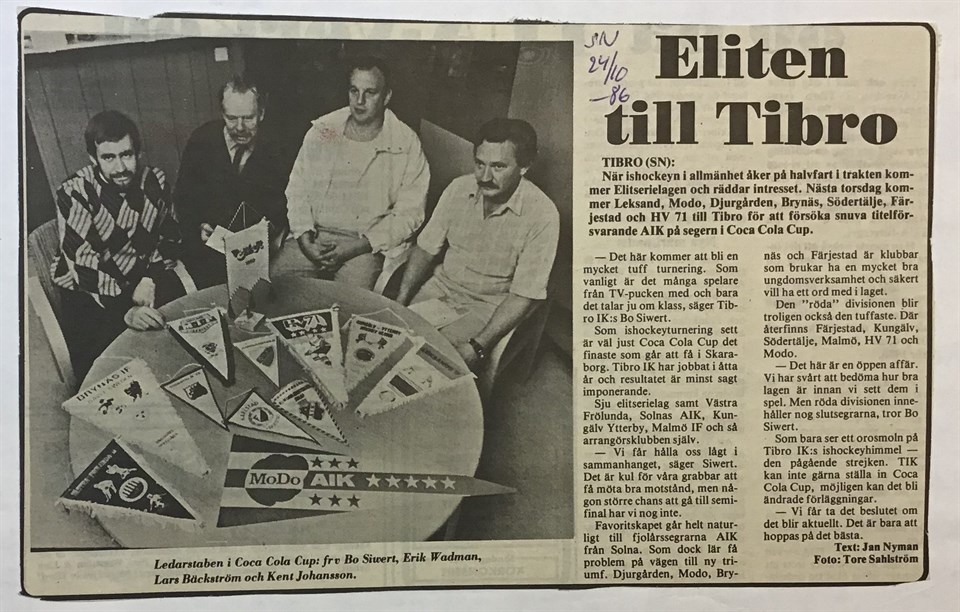 SN
24/10
-86
Eliten
till Tibro
TIBRO (SN):
När ishockeyn i allmänhet åker på halvfart i trakten kom-
mer Elitserielagen och räddar intresset. Nästa torsdag kom-
mer Leksand, Modo, Djurgården, Brynäs, Södertälje, Fär-
jestad och HV 71 till Tibro för att försöka snuva titelför-
svarande AIK på segern i Coca Cola Cup.
— Det här kommer att bli en
mycket tuff turnering. Som
vanligt är det många spelare
från TV-pucken med och bara
det talar ju om klass, säger Tib-
ro IK:s Bo Siwert.
Som ishockeyturnering sett
är väl just Coca Cola Cup det
finaste som går att få i Skara-
borg. Tibro IK har jobbat i åtta
år och resultatet är minst sagt
imponerande.
Sju elitserielag samt Västra
Frölunda, Solnas AIK, Kun-
gälv Ytterby, Malmö IF och så
arrangörsklubben själv.
— Vi får hålla oss lågt i
sammanhanget, säger Siwert.
Det är kul för våra grabbar att
få möta bra motstånd, men nå-
gon större chans att gå till semi-
final har vi nog inte.
Favoritskapet går helt natur-
ligt till fjolårssegrarna AIK
från Solna. Som dock lär få
problem på vägen till ny tri-
umf. Djurgården, Modo, Bry-
näs och Färjestad är klubbar
som brukar ha en mycket bra
ungdomsverksamhet och säkert
vill ha ett ord med i laget.
Den "röda" divisionen blir
troligen också den tuffaste. Där
återfinns Färjestad, Kungälv,
Södertälje, Malmö, HV 71 och
Modo.
— Det här är en öppen affär.
Vi har svårt att bedöma hur bra
lagen är innan vi sett dem i
spel. Men röda divisionen inne-
håller nog slutsegrarna, tror Bo
Siwert.
Som bara ser ett orosmoln på
Tibro IK:s ishockeyhimmel —
den pågående strejken. TIK
kan inte gärna ställa in Coca
Cola Cup, möjligen kan det bli
ändrade förläggningar.
— Vi får ta det beslutet om
det blir aktuellt. Det är bara att
hoppas på det bästa.
Text: Jan Nyman
Foto: Tore Sahlström
BRYNÄS IF
HV 71
MoDo AIK
Ledarstaben i Coca Cola Cup: fr v Bo Siwert, Erik Wadman,
Lars Bäckström och Kent Johansson.